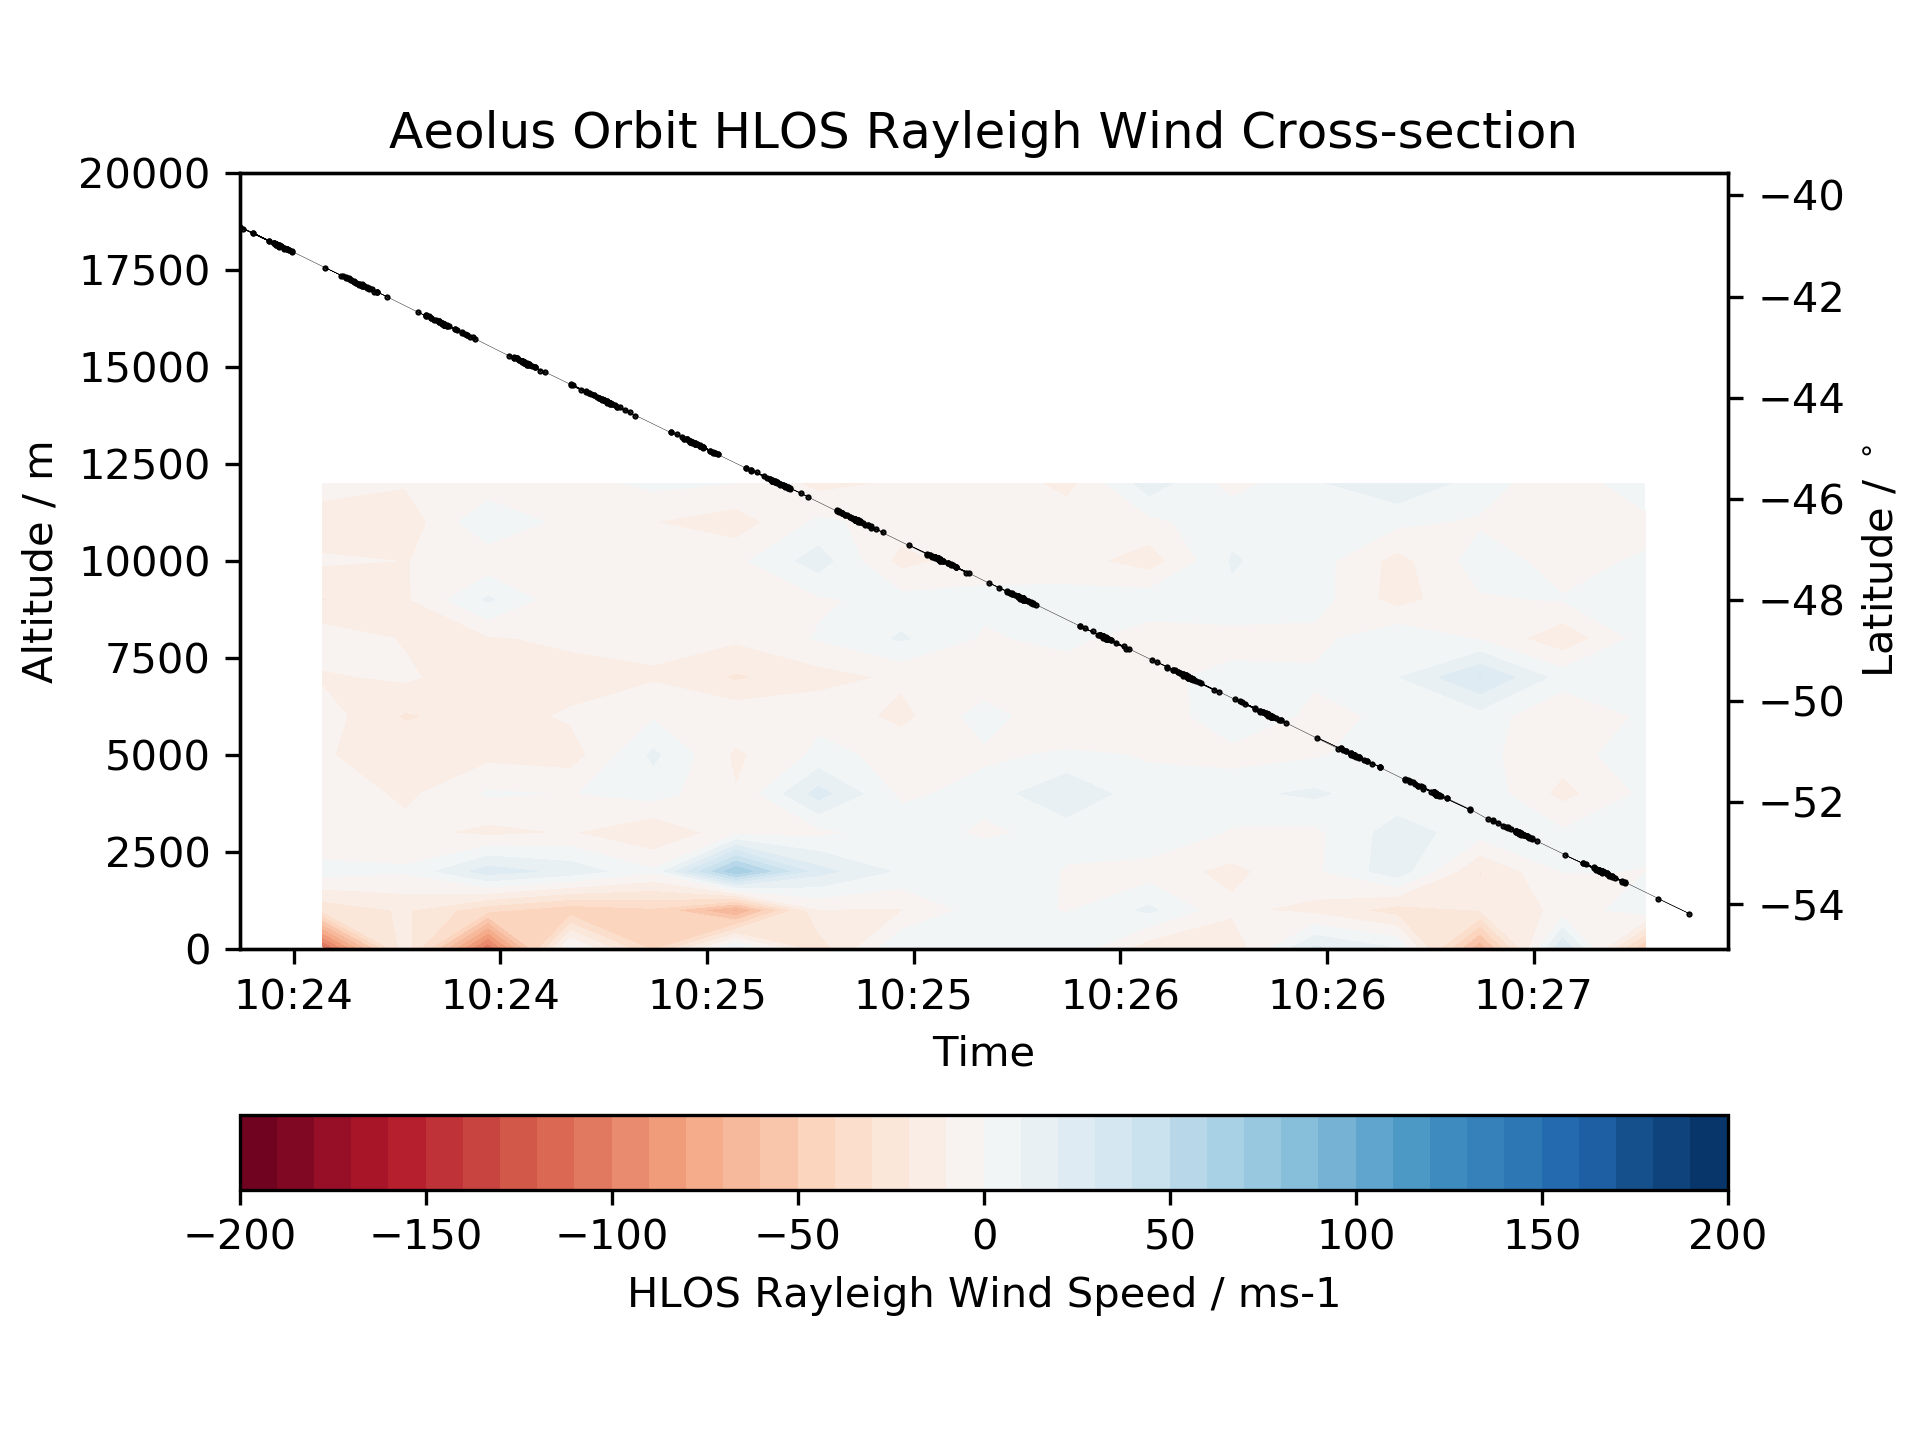 Aeolus Orbit HLOS Rayleigh Wind Cross-section
20000
17500
15000
12500
10000
7500
5000
2500
0
Altitude / m
−40
−42
−44
−46
−48
−50
−52
−54
Latitude / °
10:24 10:24 10:25 10:25 10:26 10:26 10:27
Time
−200 −150 −100 −50 0 50 100 150 200
HLOS Rayleigh Wind Speed / ms-1